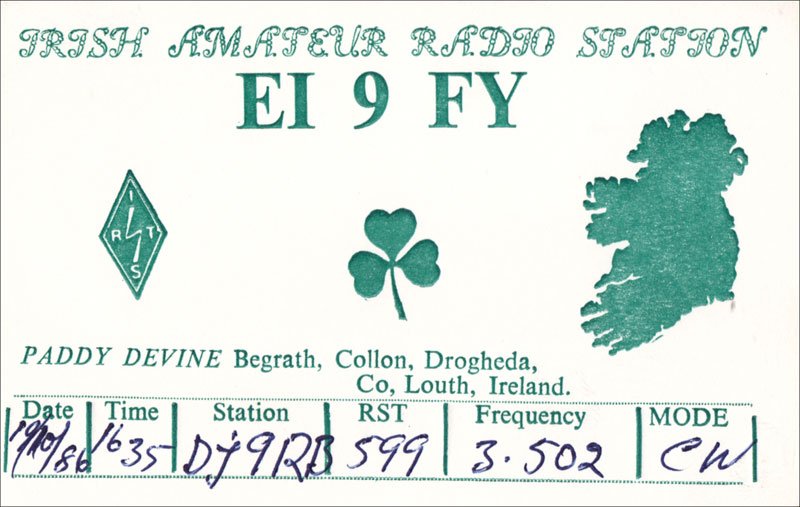 IRISH AMATEUR RADIO STATION
EI 9 FY
I
R T
S
PADDY DEVINE Begrath, Collon, Drogheda,
Co, Louth, Ireland.
Date Time Station RST Frequency MODE
1635 DJ9RB 599 3.502 CW